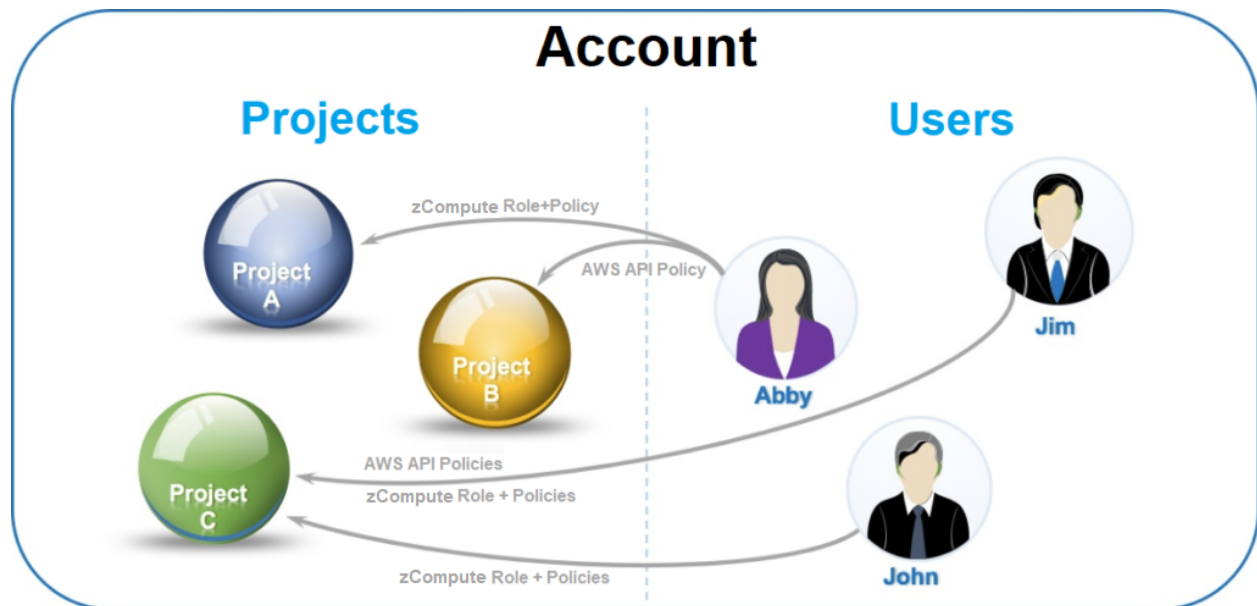 Account
Projects
Users
zCompute Role+Policy
AWS API Policy
Project
A
Project
B
Jim
Abby
AWS API Policies
zCompute Role + Policies
Project
C
zCompute Role + Policies
John